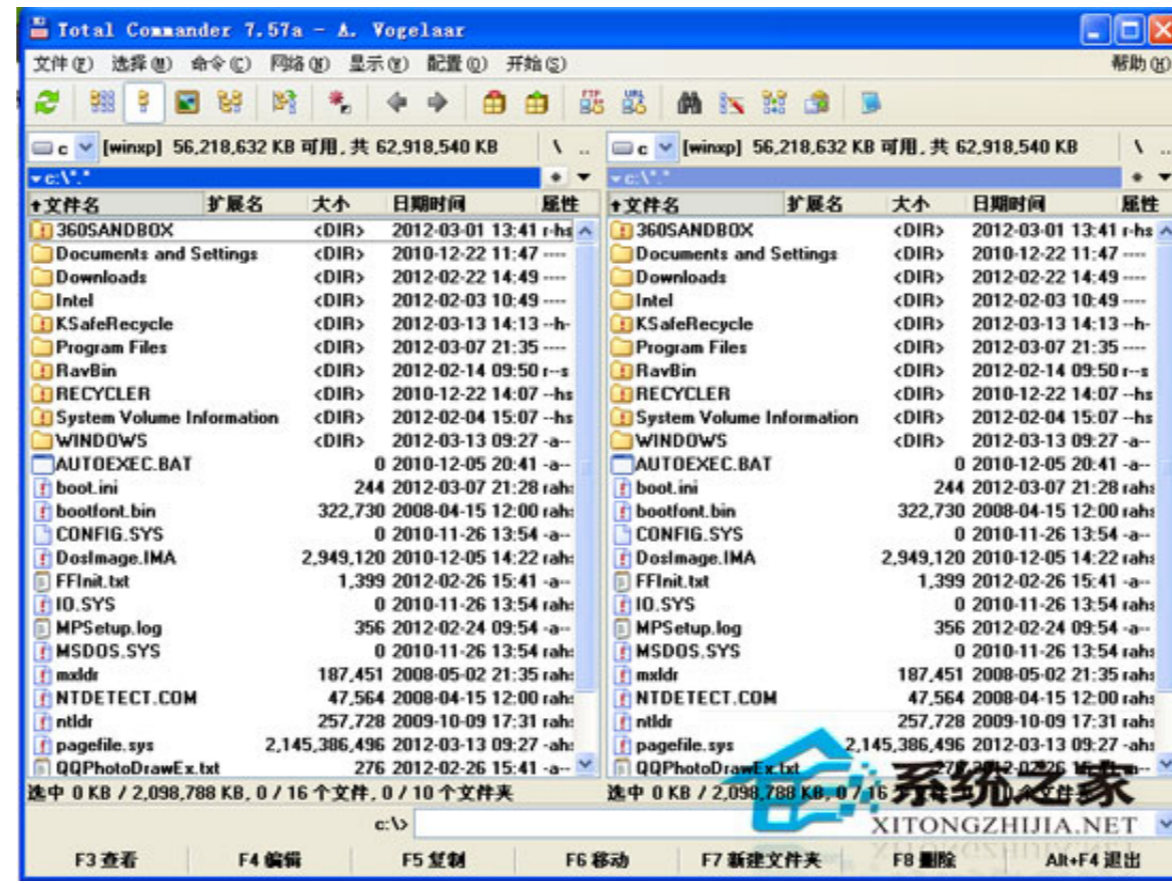 Total Commander 7.57a - A. Vogelaar
文件(F) 选择(M) 命令(C) 网络(N) 显示(Y) 配置(O) 开始(S) 帮助(H)
FTP URL
c [winxp] 56,218,632 KB 可用, 共 62,918,540 KB \ ..
c [winxp] 56,218,632 KB 可用, 共 62,918,540 KB \ ..
c:\*.* *
c:\*.* *
文件名 扩展名 大小 日期时间 属性
文件名 扩展名 大小 日期时间 属性
360SANDBOX <DIR> 2012-03-01 13:41 r-hs
360SANDBOX <DIR> 2012-03-01 13:41 r-hs
Documents and Settings <DIR> 2010-12-22 11:47 ----
Documents and Settings <DIR> 2010-12-22 11:47 ----
Downloads <DIR> 2012-02-22 14:49 ----
Downloads <DIR> 2012-02-22 14:49 ----
Intel <DIR> 2012-02-03 10:49 ----
Intel <DIR> 2012-02-03 10:49 ----
KSafeRecycle <DIR> 2012-03-13 14:13 --h-
KSafeRecycle <DIR> 2012-03-13 14:13 --h-
Program Files <DIR> 2012-03-07 21:35 ----
Program Files <DIR> 2012-03-07 21:35 ----
RavBin <DIR> 2012-02-14 09:50 r--s
RavBin <DIR> 2012-02-14 09:50 r--s
RECYCLER <DIR> 2010-12-22 14:07 --hs
RECYCLER <DIR> 2010-12-22 14:07 --hs
System Volume Information <DIR> 2012-02-04 15:07 --hs
System Volume Information <DIR> 2012-02-04 15:07 --hs
WINDOWS <DIR> 2012-03-13 09:27 -a--
WINDOWS <DIR> 2012-03-13 09:27 -a--
AUTOEXEC.BAT 0 2010-12-05 20:41 -a--
AUTOEXEC.BAT 0 2010-12-05 20:41 -a--
boot.ini 244 2012-03-07 21:28 rahs
boot.ini 244 2012-03-07 21:28 rahs
bootfont.bin 322,730 2008-04-15 12:00 rahs
bootfont.bin 322,730 2008-04-15 12:00 rahs
CONFIG.SYS 0 2010-11-26 13:54 -a--
CONFIG.SYS 0 2010-11-26 13:54 -a--
DosImage.IMA 2,949,120 2010-12-05 14:22 rahs
DosImage.IMA 2,949,120 2010-12-05 14:22 rahs
FFInit.txt 1,399 2012-02-26 15:41 -a--
FFInit.txt 1,399 2012-02-26 15:41 -a--
IO.SYS 0 2010-11-26 13:54 rahs
IO.SYS 0 2010-11-26 13:54 rahs
MPSetup.log 356 2012-02-24 09:54 -a--
MPSetup.log 356 2012-02-24 09:54 -a--
MSDOS.SYS 0 2010-11-26 13:54 rahs
MSDOS.SYS 0 2010-11-26 13:54 rahs
mxldr 187,451 2008-05-02 21:35 rahs
mxldr 187,451 2008-05-02 21:35 rahs
NTDETECT.COM 47,564 2008-04-15 12:00 rahs
NTDETECT.COM 47,564 2008-04-15 12:00 rahs
ntldr 257,728 2009-10-09 17:31 rahs
ntldr 257,728 2009-10-09 17:31 rahs
pagefile.sys 2,145,386,496 2012-03-13 09:27 -ahs
pagefile.sys 2,145,386,496 2012-03-13 09:27 -ahs
QQPhotoDrawEx.txt 276 2012-02-26 15:41 -a--
QQPhotoDrawEx.txt
选中 0 KB / 2,098,788 KB, 0 / 16 个文件, 0 / 10 个文件夹
选中 0 KB / 2,098,788 KB, 0 / 16
系统之家
XITONGZHIJIA.NET
c:\>
F3 查看 F4 编辑 F5 复制 F6 移动 F7 新建文件夹 F8 删除 Alt+F4 退出